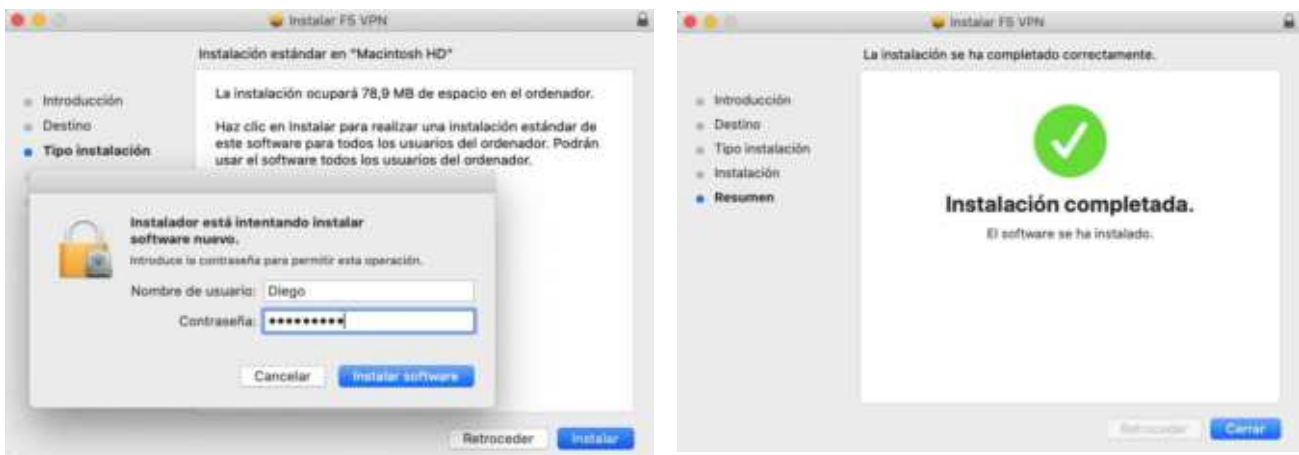 Instalar F5 VPN
Instalación estándar en "Macintosh HD"
Introducción
Destino
Tipo instalación
La instalación ocupará 78,9 MB de espacio en el ordenador.
Haz clic en Instalar para realizar una instalación estándar de
este software para todos los usuarios del ordenador. Podrán
usar el software todos los usuarios del ordenador.
Instalador está intentando instalar
software nuevo.
Introduce la contraseña para permitir esta operación.
Nombre de usuario: Diego
Contraseña: •••••••••
Cancelar
Instalar software
Retroceder
Instalar
Instalar F5 VPN
La instalación se ha completado correctamente.
Introducción
Destino
Tipo instalación
Instalación
Resumen
Instalación completada.
El software se ha instalado.
Retroceder
Cerrar